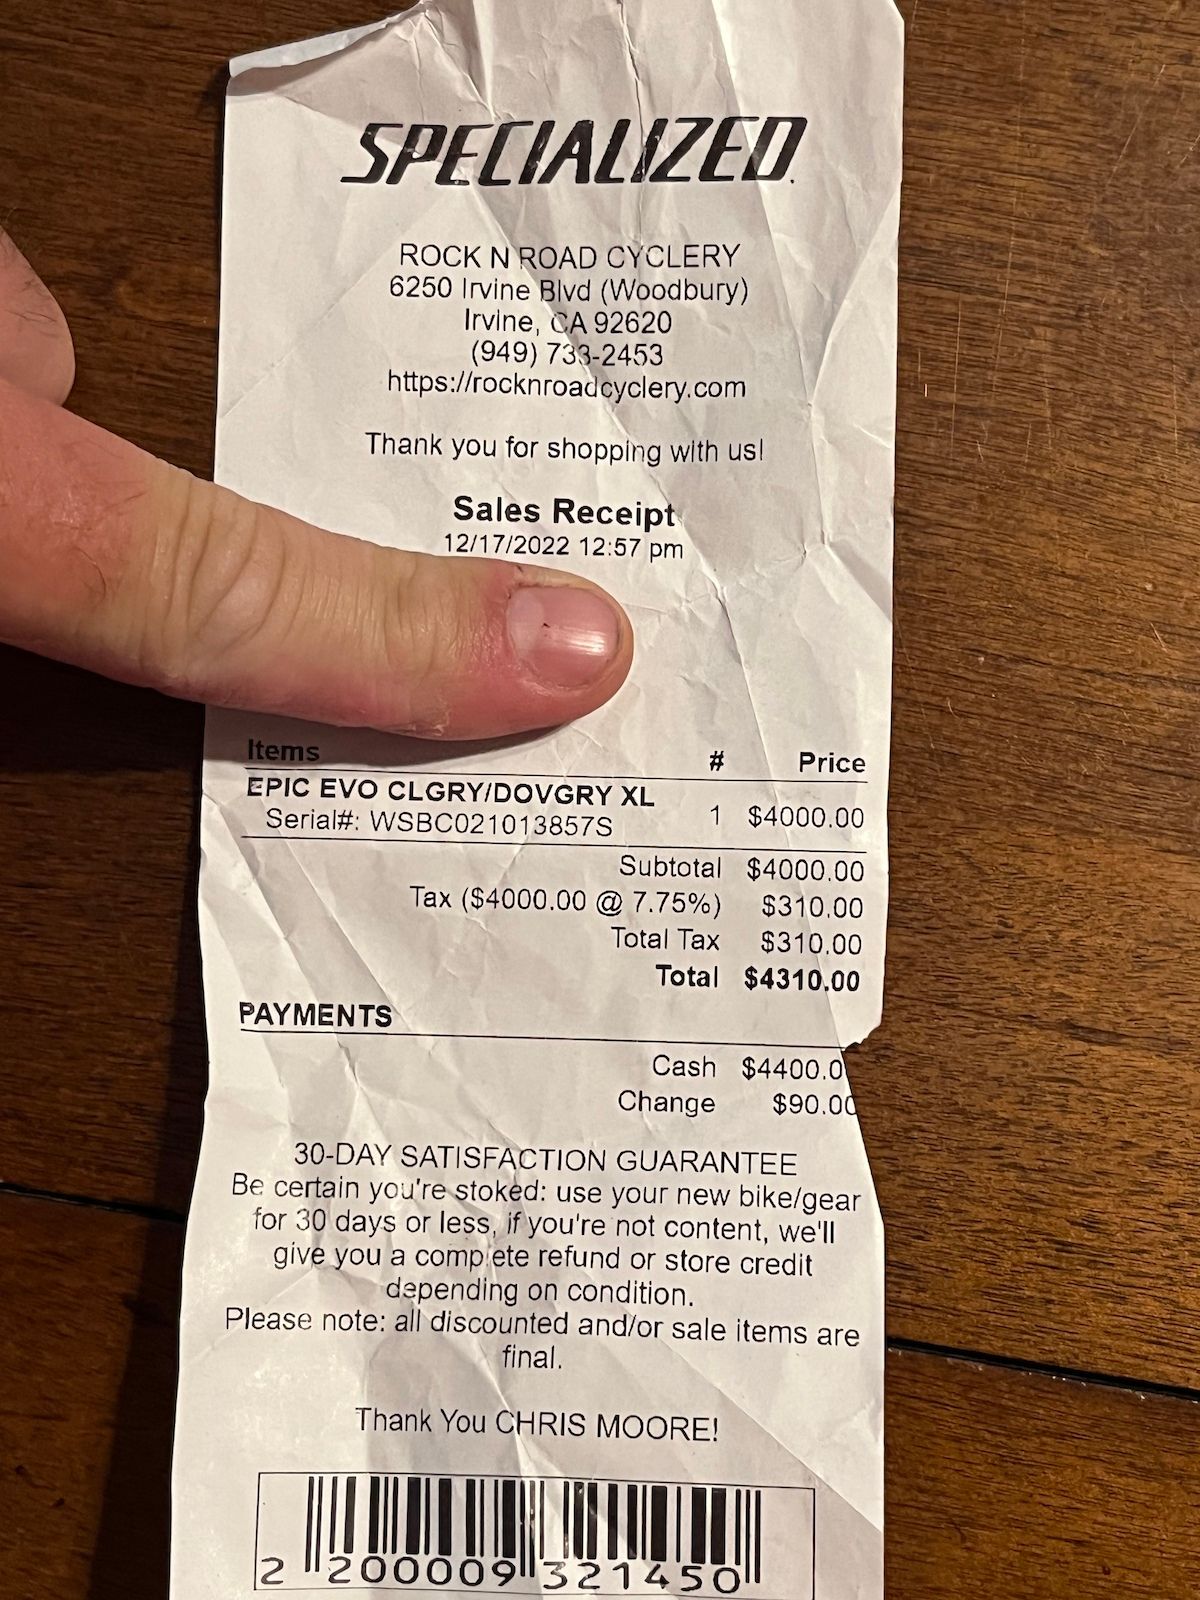 SPECIALIZED
ROCK N ROAD CYCLERY
6250 Irvine Blvd (Woodbury)
Irvine, CA 92620
(949) 733-2453
https://rocknroadcyclery.com
Thank you for shopping with us!
Sales Receipt
12/17/2022 12:57 pm
Items # Price
EPIC EVO CLGRY/DOVGRY XL
Serial#: WSBC021013857S 1 $4000.00
Subtotal $4000.00
Tax ($4000.00 @ 7.75%) $310.00
Total Tax $310.00
Total $4310.00
PAYMENTS
Cash $4400.0
Change $90.00
30-DAY SATISFACTION GUARANTEE
Be certain you're stoked: use your new bike/gear
for 30 days or less, if you're not content, we'll
give you a complete refund or store credit
depending on condition.
Please note: all discounted and/or sale items are
final.
Thank You CHRIS MOORE!
2 200009 321450